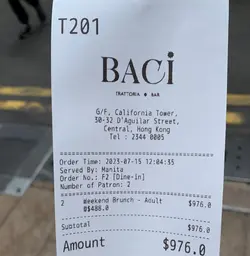 T201
BACi
TRATTORIA ★ BAR
G/F, California Tower,
30-32 D'Aguilar Street,
Central, Hong Kong
Tel : 2344 0005
Order Time: 2023-07-15 12:04:35
Served By: Manita
Order No.: F2 [Dine-in]
Number of Patron: 2
2 Weekend Brunch - Adult $976.0
@$488.0
Subtotal $976.0
Amount $976.0